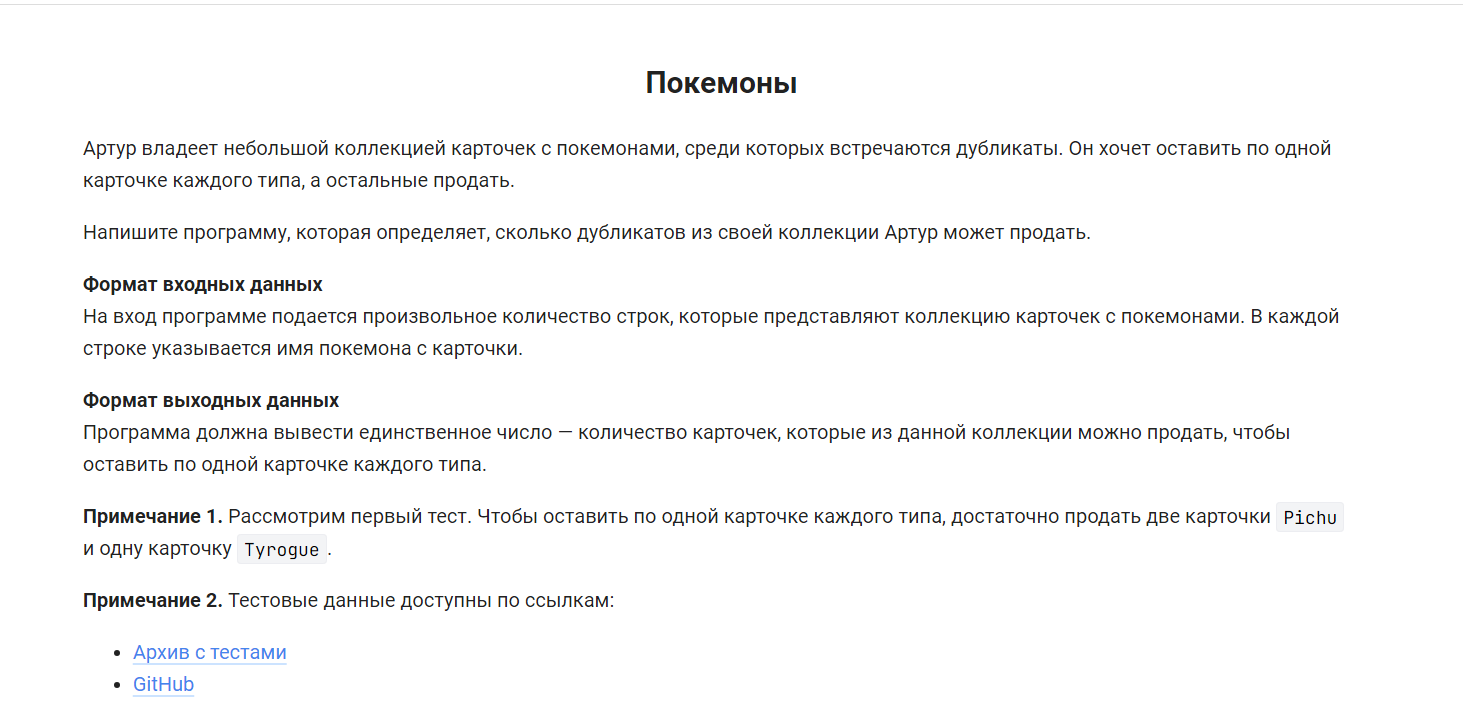 Покемоны
Артур владеет небольшой коллекцией карточек с покемонами, среди которых встречаются дубликаты. Он хочет оставить по одной
карточке каждого типа, а остальные продать.
Напишите программу, которая определяет, сколько дубликатов из своей коллекции Артур может продать.
Формат входных данных
На вход программе подается произвольное количество строк, которые представляют коллекцию карточек с покемонами. В каждой
строке указывается имя покемона с карточки.
Формат выходных данных
Программа должна вывести единственное число — количество карточек, которые из данной коллекции можно продать, чтобы
оставить по одной карточке каждого типа.
Примечание 1. Рассмотрим первый тест. Чтобы оставить по одной карточке каждого типа, достаточно продать две карточки Pichu
и одну карточку Tyrogue.
Примечание 2. Тестовые данные доступны по ссылкам:
• Архив с тестами
• GitHub